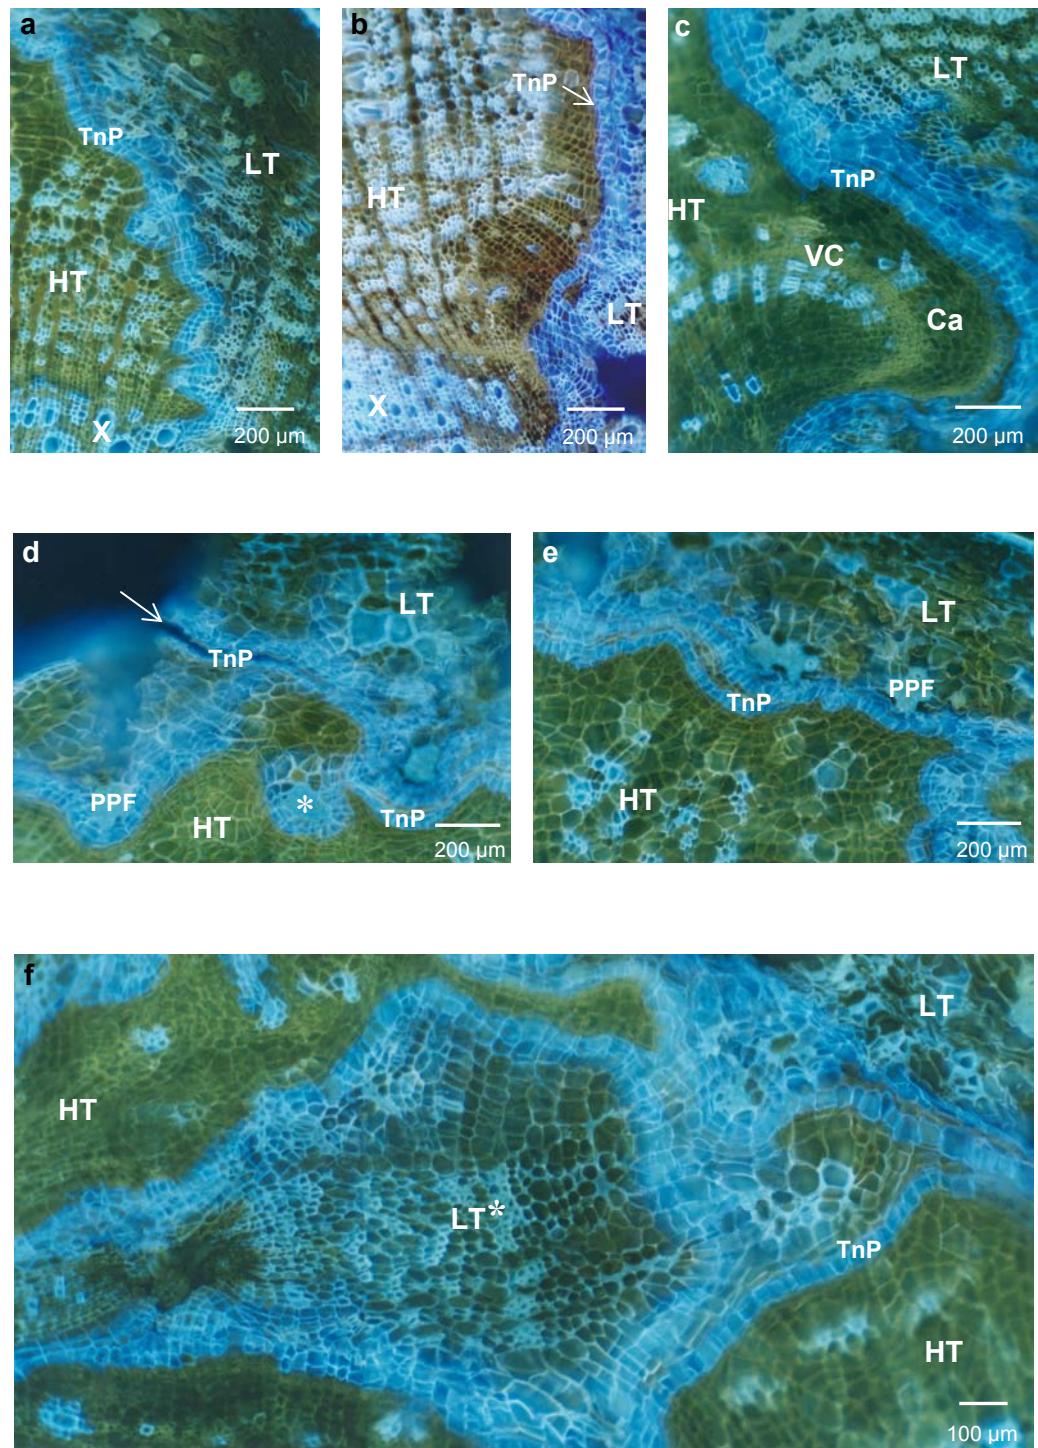 a
TnP
LT
HT
X
200 µm
b
TnP
HT
LT
X
200 µm
c
LT
TnP
HT
VC
Ca
200 µm
d
LT
TnP
PPF
*
HT
TnP
200 µm
e
LT
PPF
TnP
HT
200 µm
f
LT
HT
LT*
TnP
HT
100 µm